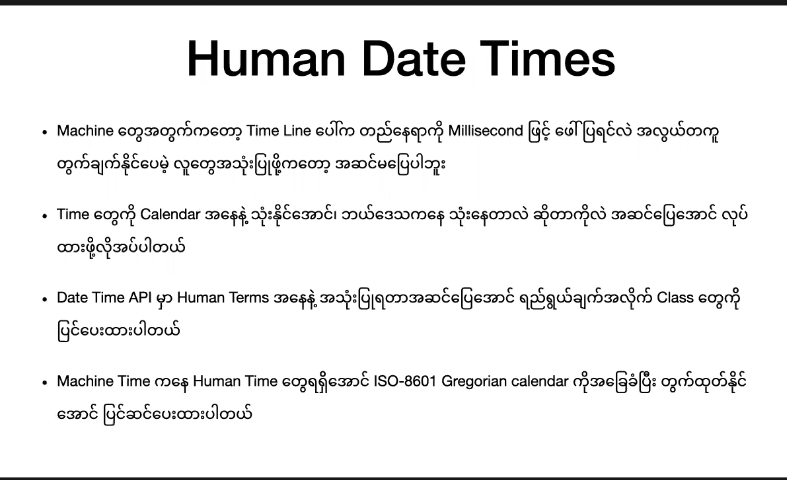 Human Date Times
• Machine တွေအတွက်ကတော့ Time Line ပေါ်က တည်နေရာကို Millisecond ဖြင့် ဖေါ်ပြရင်လဲ အလွယ်တကူ
တွက်ချက်နိုင်ပေမဲ့ လူတွေအသုံးပြုဖို့ကတော့ အဆင်မပြေပါဘူး
• Time တွေကို Calendar အနေနဲ့ သုံးနိုင်အောင်၊ ဘယ်ဒေသကနေ သုံးနေတာလဲ ဆိုတာကိုလဲ အဆင်ပြေအောင် လုပ်
ထားဖို့လိုအပ်ပါတယ်
• Date Time API မှာ Human Terms အနေနဲ့ အသုံးပြုရတာအဆင်ပြေအောင် ရည်ရွယ်ချက်အလိုက် Class တွေကို
ပြင်ပေးထားပါတယ်
• Machine Time ကနေ Human Time တွေရရှိအောင် ISO-8601 Gregorian calendar ကိုအခြေခံပြီး တွက်ထုတ်နိုင်
အောင် ပြင်ဆင်ပေးထားပါတယ်